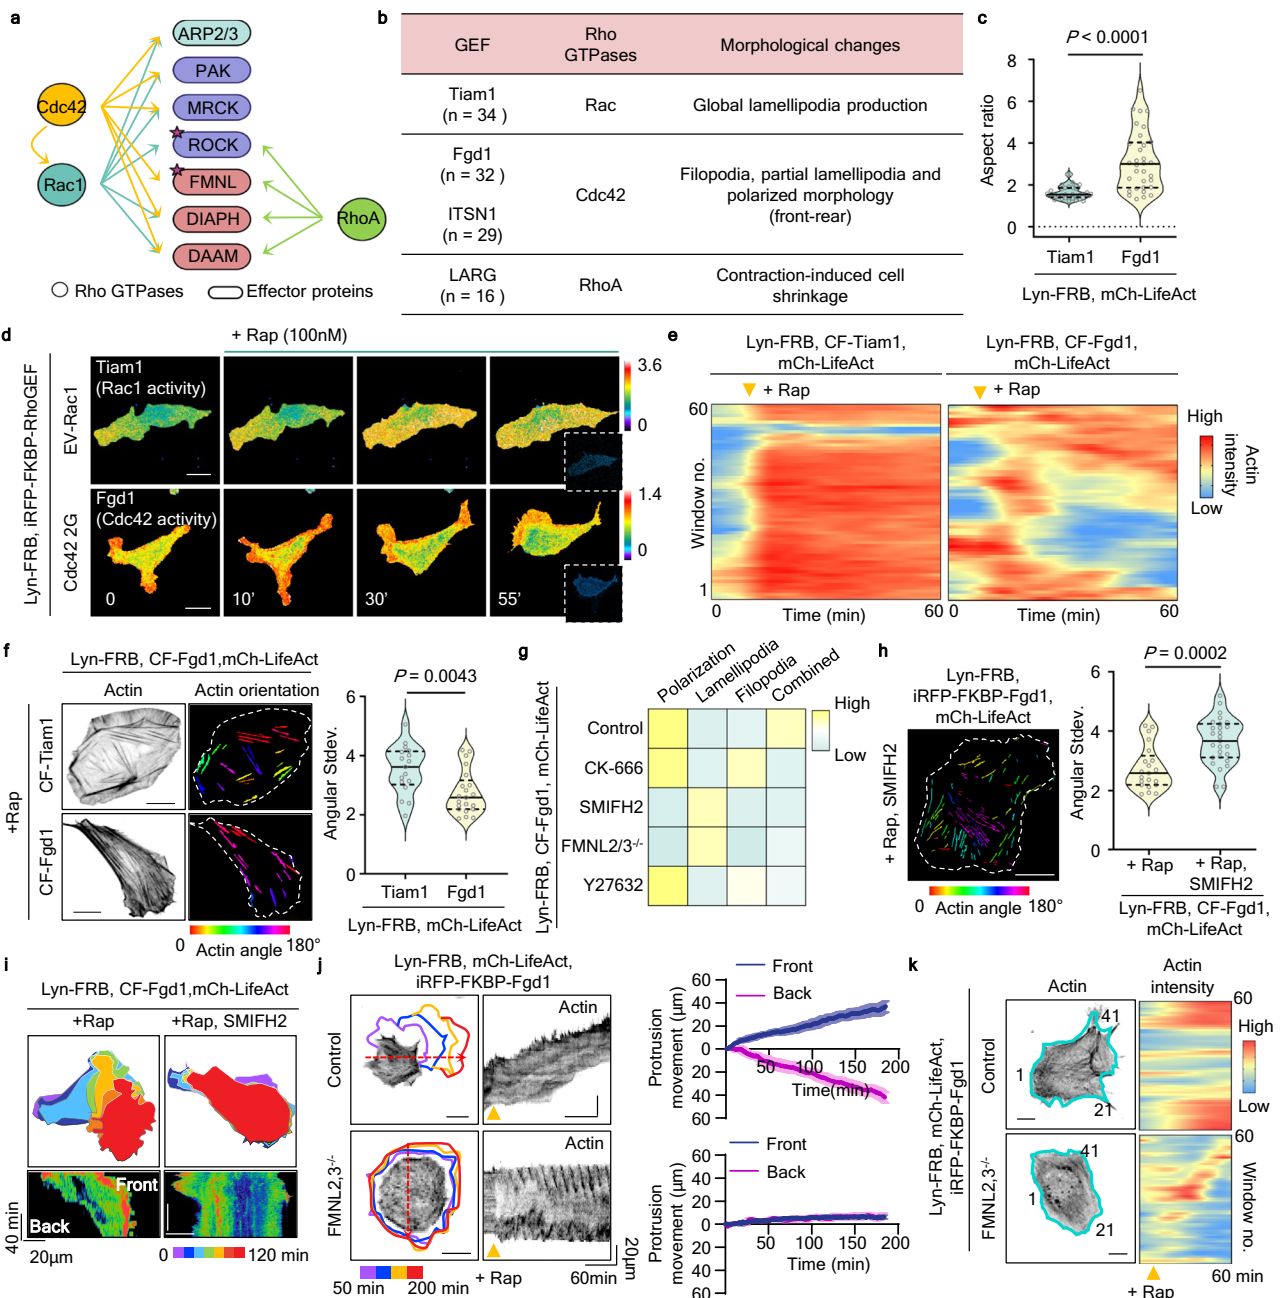 a
ARP2/3
PAK
MRCK
ROCK
FMNL
DIAPH
DAAM
Cdc42
Rac1
RhoA
Rho GTPases
Effector proteins
b
GEF
Rho GTPases
Morphological changes
Tiam1
(n = 34 )
Rac
Global lamellipodia production
Fgd1
(n = 32 )
ITSN1
(n = 29)
Cdc42
Filopodia, partial lamellipodia and
polarized morphology
(front-rear)
LARG
(n = 16 )
RhoA
Contraction-induced cell
shrinkage
c
P < 0.0001
Aspect ratio
8
6
4
2
0
Tiam1
Fgd1
Lyn-FRB, mCh-LifeAct
d
+ Rap (100nM)
Lyn-FRB, iRFP-FKBP-RhoGEF
EV-Rac1
Tiam1
(Rac1 activity)
3.6
0
Cdc42 2G
Fgd1
(Cdc42 activity)
1.4
0
0
10’
30’
55’
e
Lyn-FRB, CF-Tiam1,
mCh-LifeAct
+ Rap
Lyn-FRB, CF-Fgd1,
mCh-LifeAct
+ Rap
60
Window no.
1
0
Time (min)
60
0
Time (min)
60
High
Actin
intensity
Low
f
Lyn-FRB, CF-Fgd1,mCh-LifeAct
Actin
Actin orientation
+Rap
CF-Tiam1
CF-Fgd1
0
Actin angle
180°
P = 0.0043
Angular Stdev.
6
4
2
0
Tiam1
Fgd1
Lyn-FRB, mCh-LifeAct
g
Lyn-FRB, CF-Fgd1, mCh-LifeAct
Polarization
Lamellipodia
Filopodia
Combined
Control
CK-666
SMIFH2
FMNL2/3-/-
Y27632
High
Low
h
Lyn-FRB,
iRFP-FKBP-Fgd1,
mCh-LifeAct
+ Rap, SMIFH2
0
Actin angle
180°
P = 0.0002
Angular Stdev.
6
4
2
0
+ Rap
+ Rap,
SMIFH2
Lyn-FRB, CF-Fgd1,
mCh-LifeAct
i
Lyn-FRB, CF-Fgd1,mCh-LifeAct
+Rap
+Rap, SMIFH2
Front
Back
40 min
20μm
0
120 min
j
Lyn-FRB, mCh-LifeAct,
iRFP-FKBP-Fgd1
Control
Actin
FMNL2,3-/-
Actin
50 min
200 min
+ Rap
60min
20μm
Front
Back
Protrusion
movement (μm)
60
40
20
0
20
40
60
50
100
150
200
Time(min)
Front
Back
Protrusion
movement (μm)
60
40
20
0
20
40
60
50
100
150
200
Time (min)
k
Lyn-FRB, mCh-LifeAct,
iRFP-FKBP-Fgd1
Actin
Actin
intensity
Control
41
1
21
60
High
Low
FMNL2,3-/-
41
1
21
60
Window no.
60 min
+ Rap